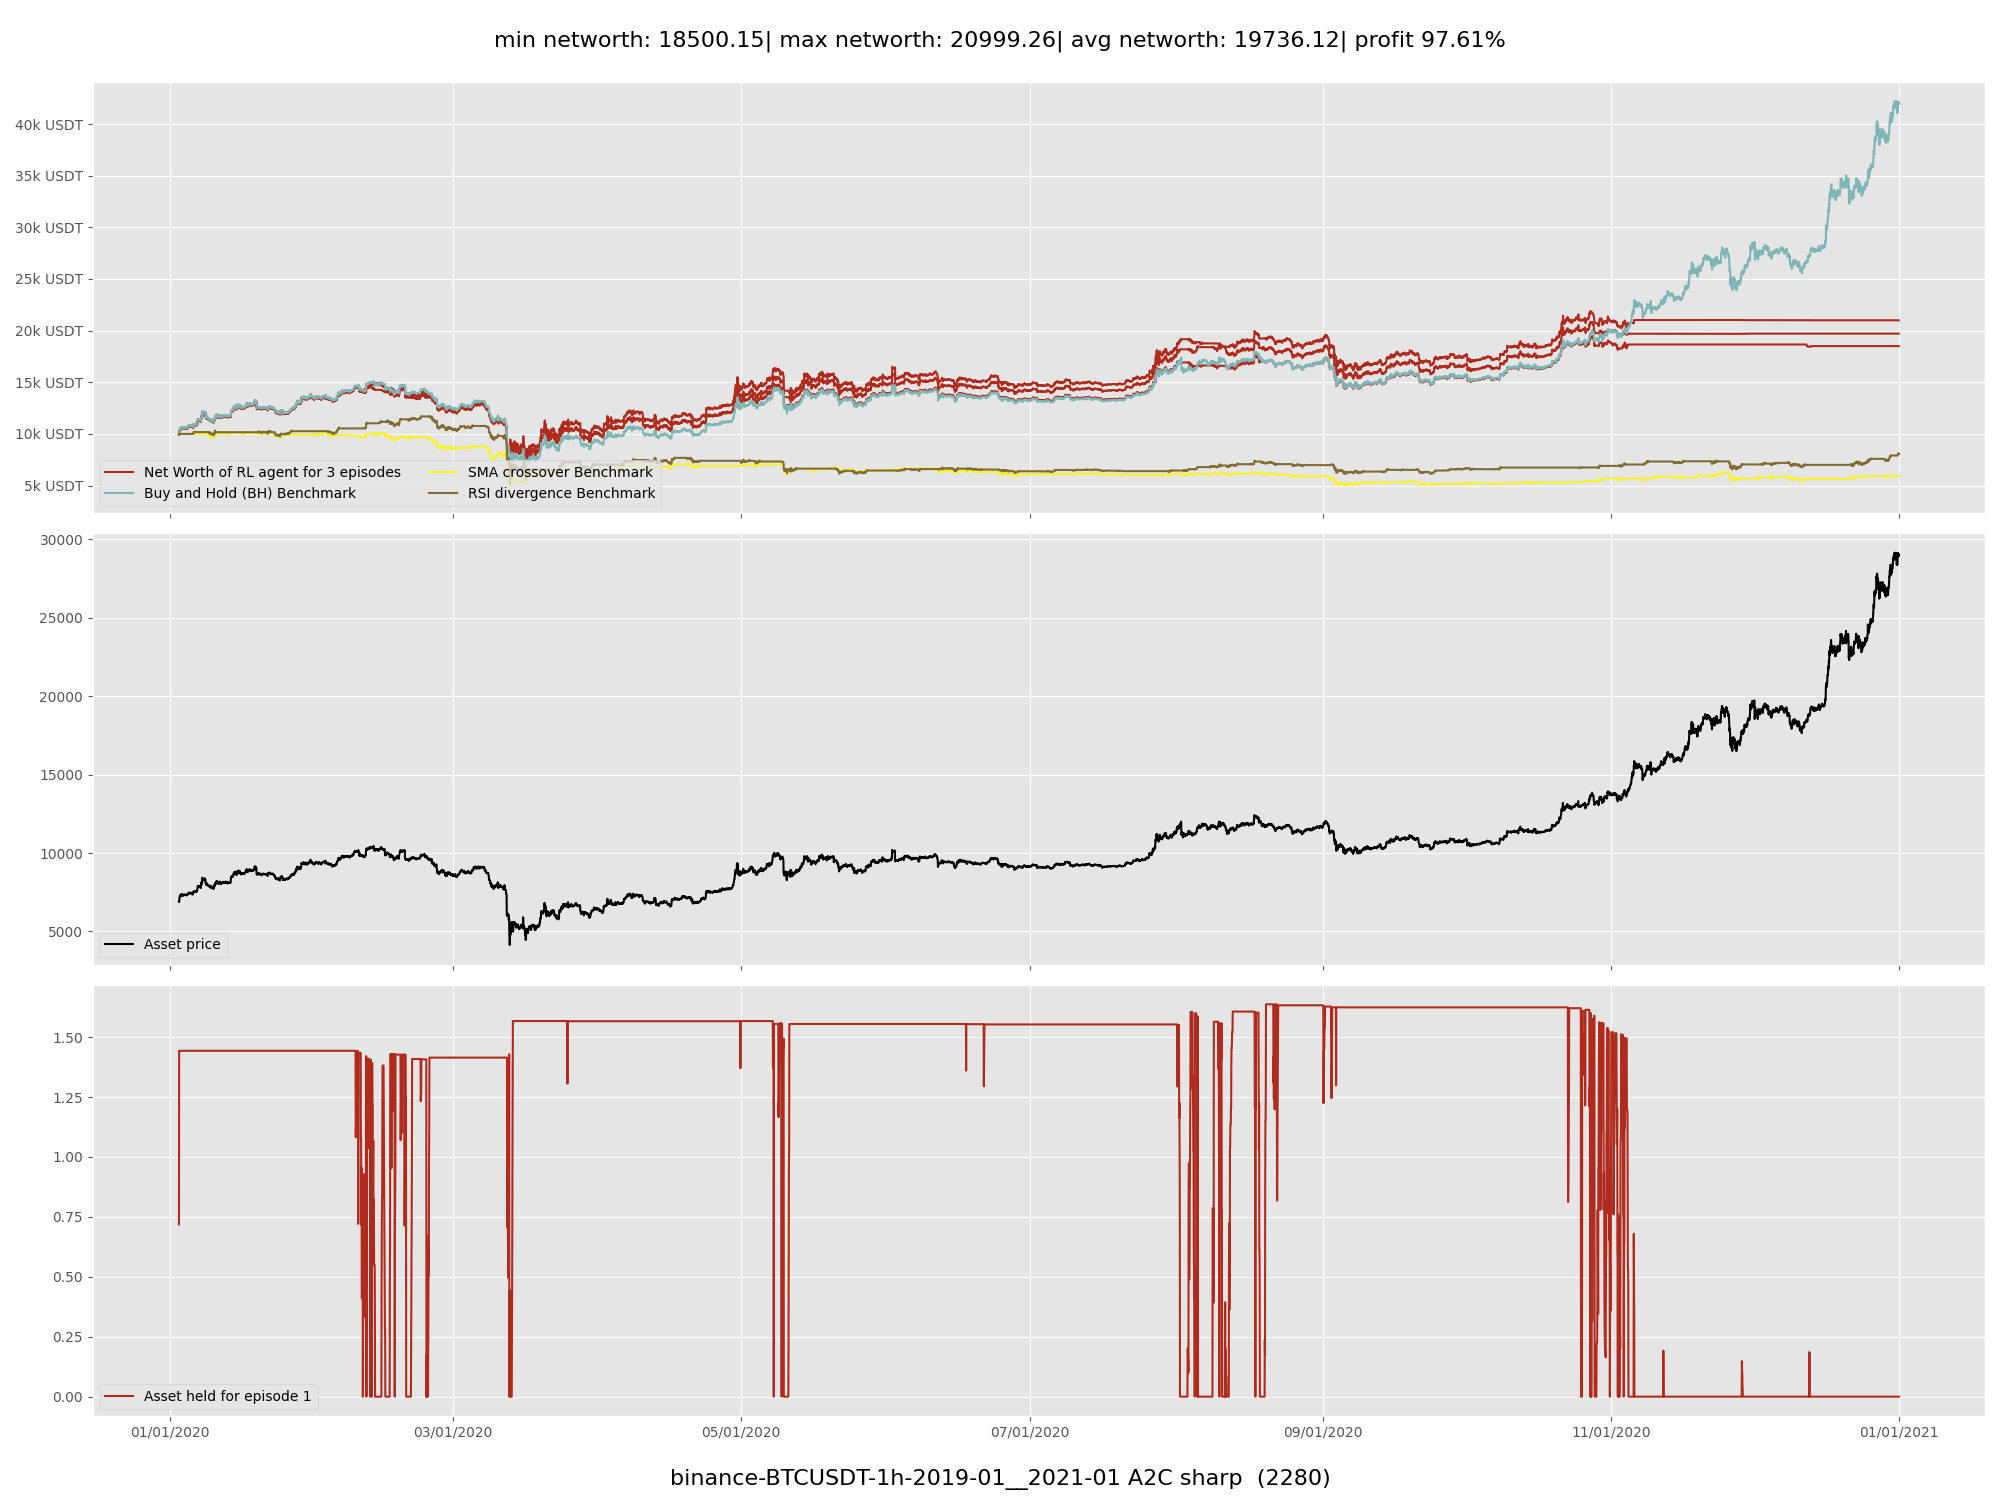 min networth: 18500.15| max networth: 20999.26| avg networth: 19736.12| profit 97.61%
40k USDT
35k USDT
30k USDT
25k USDT
20k USDT
15k USDT
10k USDT
5k USDT
Net Worth of RL agent for 3 episodes
Buy and Hold (BH) Benchmark
SMA crossover Benchmark
RSI divergence Benchmark
30000
25000
20000
15000
10000
5000
Asset price
1.50
1.25
1.00
0.75
0.50
0.25
0.00
Asset held for episode 1
01/01/2020 03/01/2020 05/01/2020 07/01/2020 09/01/2020 11/01/2020 01/01/2021
binance-BTCUSDT-1h-2019-01__2021-01 A2C sharp (2280)